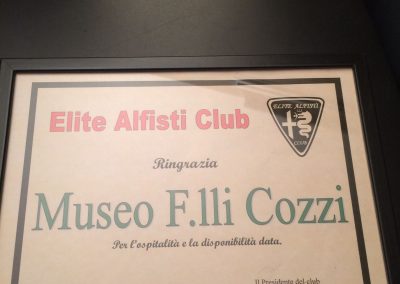 Elite Alfisti Club
ELITE ALFISTI
CLUB
Ringrazia
Museo F.lli Cozzi
Per l'ospitalità e la disponibilità data.
Il Presidente del club